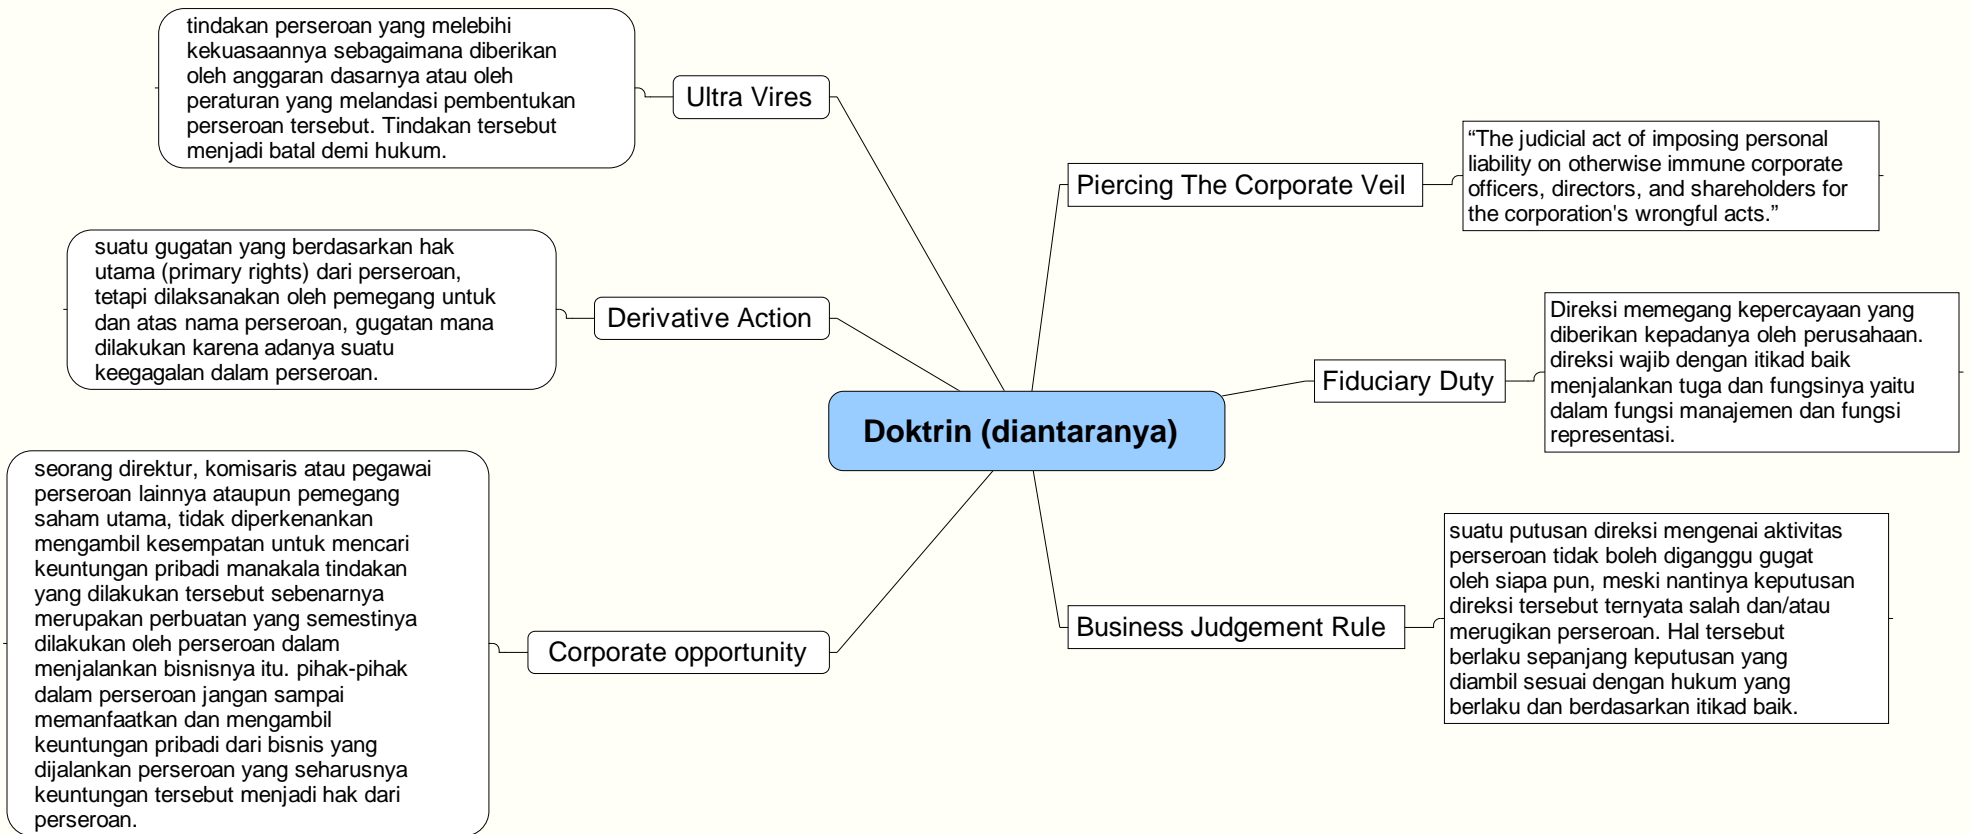 Doktrin (diantaranya)
Piercing The Corporate Veil
“The judicial act of imposing personal
liability on otherwise immune corporate
officers, directors, and shareholders for
the corporation's wrongful acts.”
Fiduciary Duty
Direksi memegang kepercayaan yang
diberikan kepadanya oleh perusahaan.
direksi wajib dengan itikad baik
menjalankan tuga dan fungsinya yaitu
dalam fungsi manajemen dan fungsi
representasi.
Business Judgement Rule
suatu putusan direksi mengenai aktivitas
perseroan tidak boleh diganggu gugat
oleh siapa pun, meski nantinya keputusan
direksi tersebut ternyata salah dan/atau
merugikan perseroan. Hal tersebut
berlaku sepanjang keputusan yang
diambil sesuai dengan hukum yang
berlaku dan berdasarkan itikad baik.
Ultra Vires
tindakan perseroan yang melebihi
kekuasaannya sebagaimana diberikan
oleh anggaran dasarnya atau oleh
peraturan yang melandasi pembentukan
perseroan tersebut. Tindakan tersebut
menjadi batal demi hukum.
Derivative Action
suatu gugatan yang berdasarkan hak
utama (primary rights) dari perseroan,
tetapi dilaksanakan oleh pemegang untuk
dan atas nama perseroan, gugatan mana
dilakukan karena adanya suatu
keegagalan dalam perseroan.
Corporate opportunity
seorang direktur, komisaris atau pegawai
perseroan lainnya ataupun pemegang
saham utama, tidak diperkenankan
mengambil kesempatan untuk mencari
keuntungan pribadi manakala tindakan
yang dilakukan tersebut sebenarnya
merupakan perbuatan yang semestinya
dilakukan oleh perseroan dalam
menjalankan bisnisnya itu. pihak-pihak
dalam perseroan jangan sampai
memanfaatkan dan mengambil
keuntungan pribadi dari bisnis yang
dijalankan perseroan yang seharusnya
keuntungan tersebut menjadi hak dari
perseroan.